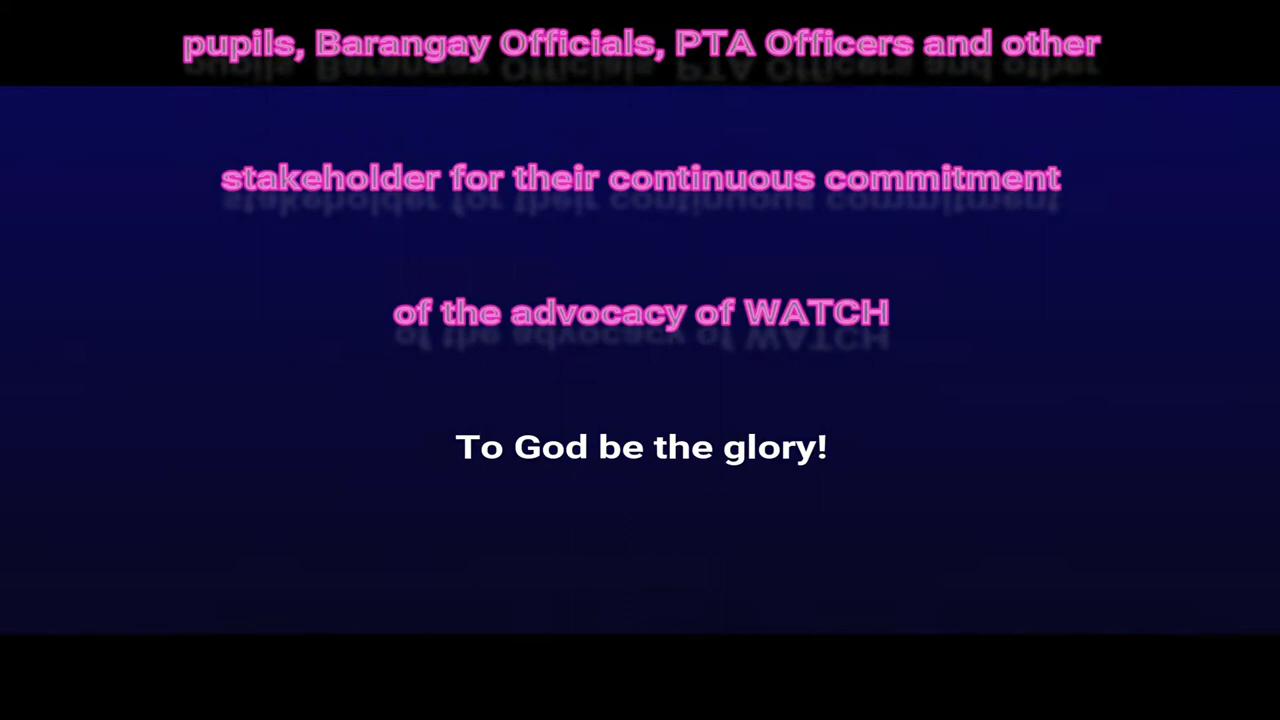 pupils, Barangay Officials, PTA Officers and other
stakeholder for their continuous commitment
of the advocacy of WATCH
To God be the glory!